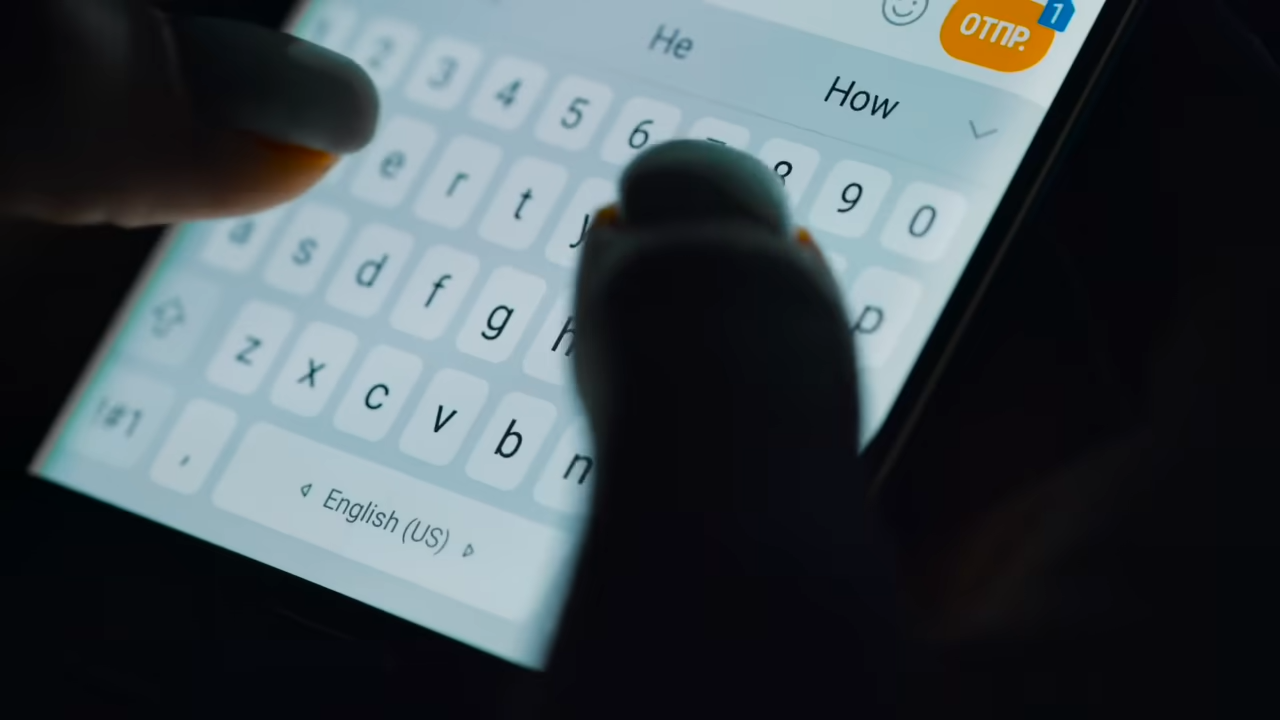 1
ОТПР.
He How
2 3 4 5 6 8 9 0
e r t y p
a s d f g h
z x c v b n
!#1 , English (US)